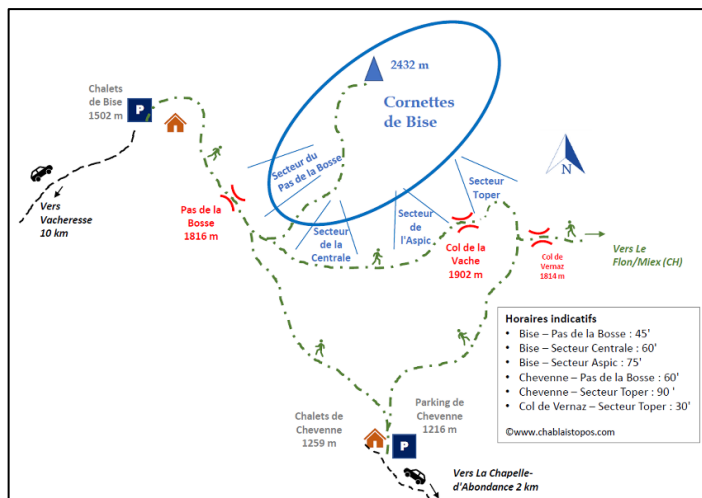 2432 m
Cornettes
de Bise
Chalets
de Bise
1502 m
P
Secteur du
Pas de la Bosse
Secteur
Toper
N
Vers
Vacheresse
10 km
Pas de la
Bosse
1816 m
Secteur
de la
Centrale
Secteur
de
l'Aspic
Col de la
Vache
1902 m
Col de
Vernaz
1814 m
Vers Le
Flon/Miex (CH)
Horaires indicatifs
• Bise – Pas de la Bosse : 45'
• Bise – Secteur Centrale : 60'
• Bise – Secteur Aspic : 75'
• Chevenne – Pas de la Bosse : 60'
• Chevenne – Secteur Toper : 90 '
• Col de Vernaz – Secteur Toper : 30'
©www.chablaistopos.com
Chalets de
Chevenne
1259 m
Parking de
Chevenne
1216 m
P
Vers La Chapelle-
d'Abondance 2 km